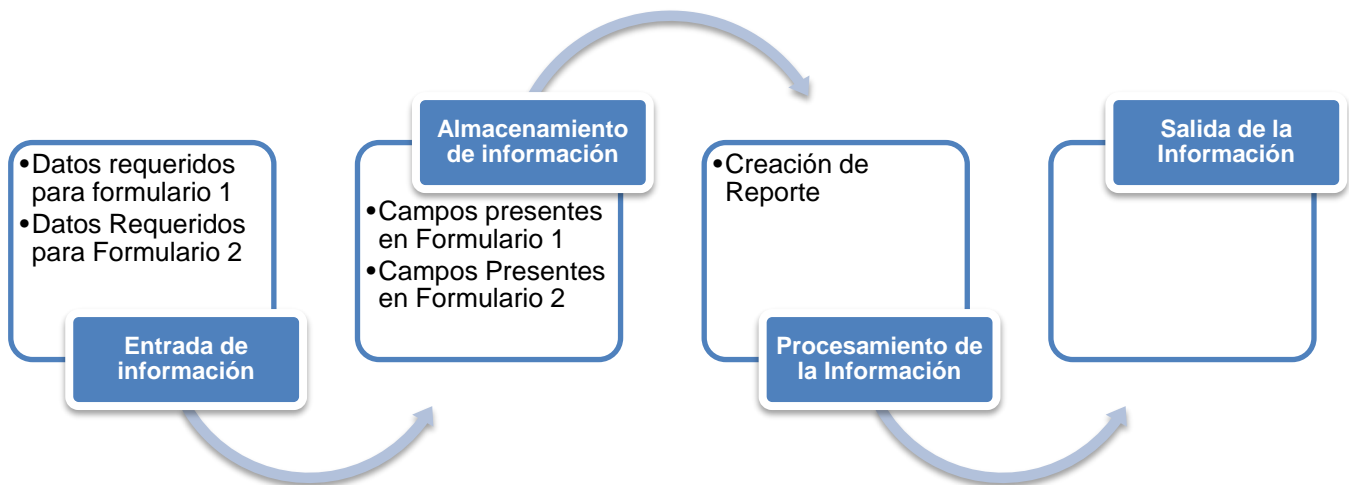 •Datos requeridos
para formulario 1
•Datos Requeridos
para Formulario 2
Entrada de
información
Almacenamiento
de información
•Campos presentes
en Formulario 1
•Campos Presentes
en Formulario 2
•Creación de
Reporte
Procesamiento de
la Información
Salida de la
Información